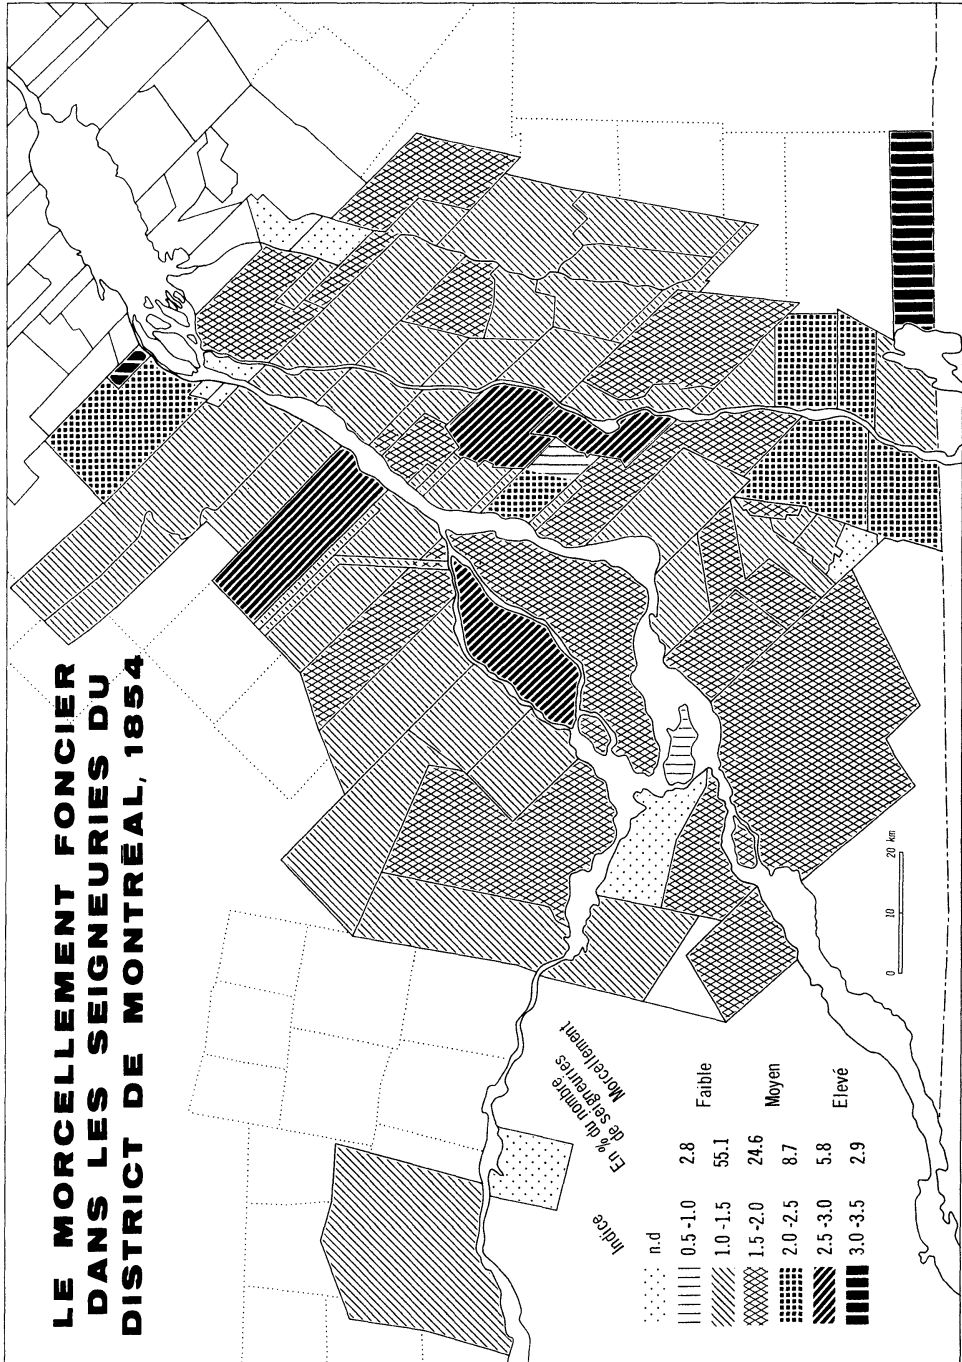 LE MORCELLEMENT FONCIER
DANS LES SEIGNEURIES DU
DISTRICT DE MONTRÉAL, 1854
Indice
En % du nombre
de seigneuries
Morcellement
n.d
0.5 -1.0 2.8 Faible
1.0 -1.5 55.1
1.5 -2.0 24.6 Moyen
2.0 -2.5 8.7
2.5 -3.0 5.8 Elevé
3.0 -3.5 2.9
0 10 20 km